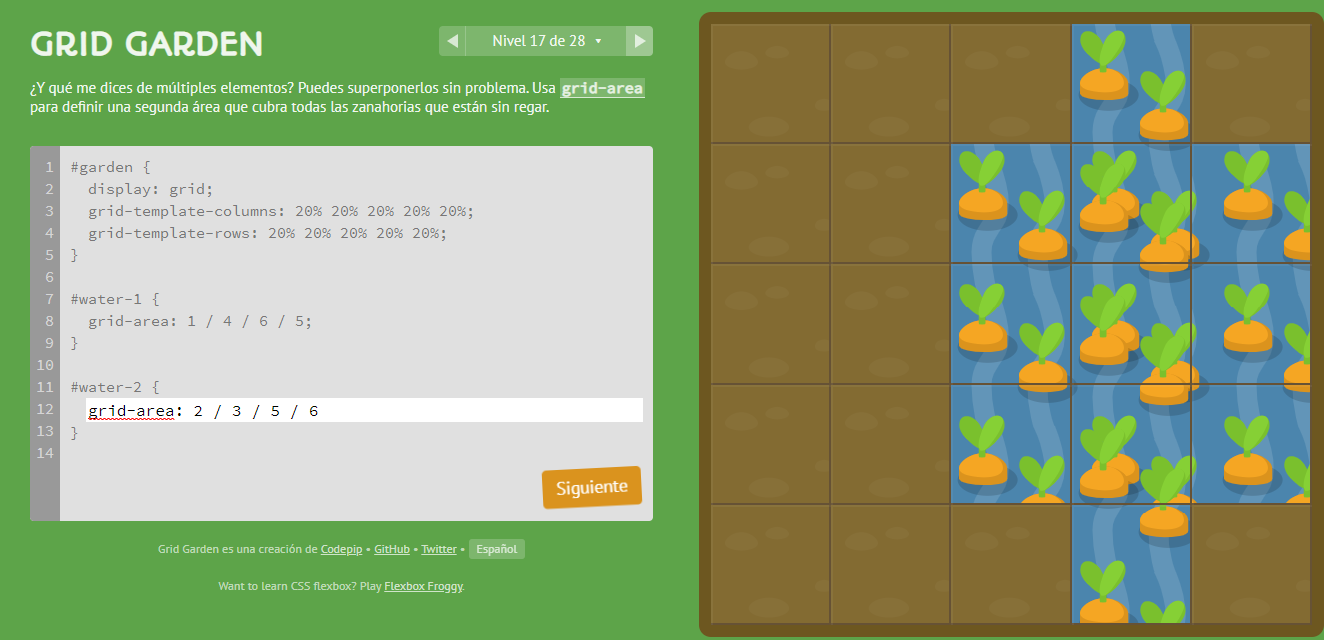 GRID GARDEN
Nivel 17 de 28
¿Y qué me dices de múltiples elementos? Puedes superponerlos sin problema. Usa grid-area
para definir una segunda área que cubra todas las zanahorias que están sin regar.
1 #garden {
2 display: grid;
3 grid-template-columns: 20% 20% 20% 20% 20%;
4 grid-template-rows: 20% 20% 20% 20% 20%;
5 }
6
7 #water-1 {
8 grid-area: 1 / 4 / 6 / 5;
9 }
10
11 #water-2 {
12 grid-area: 2 / 3 / 5 / 6
13 }
14
Siguiente
Grid Garden es una creación de Codepip • GitHub • Twitter • Español
Want to learn CSS flexbox? Play Flexbox Froggy.